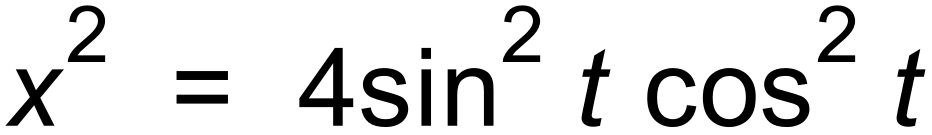 x² = 4sin² t cos² t